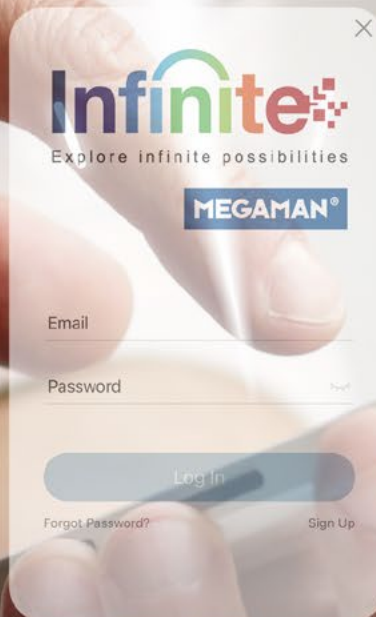 Infinite
Explore infinite possibilities
MEGAMAN®
Email
Password
Log In
Forgot Password? Sign Up